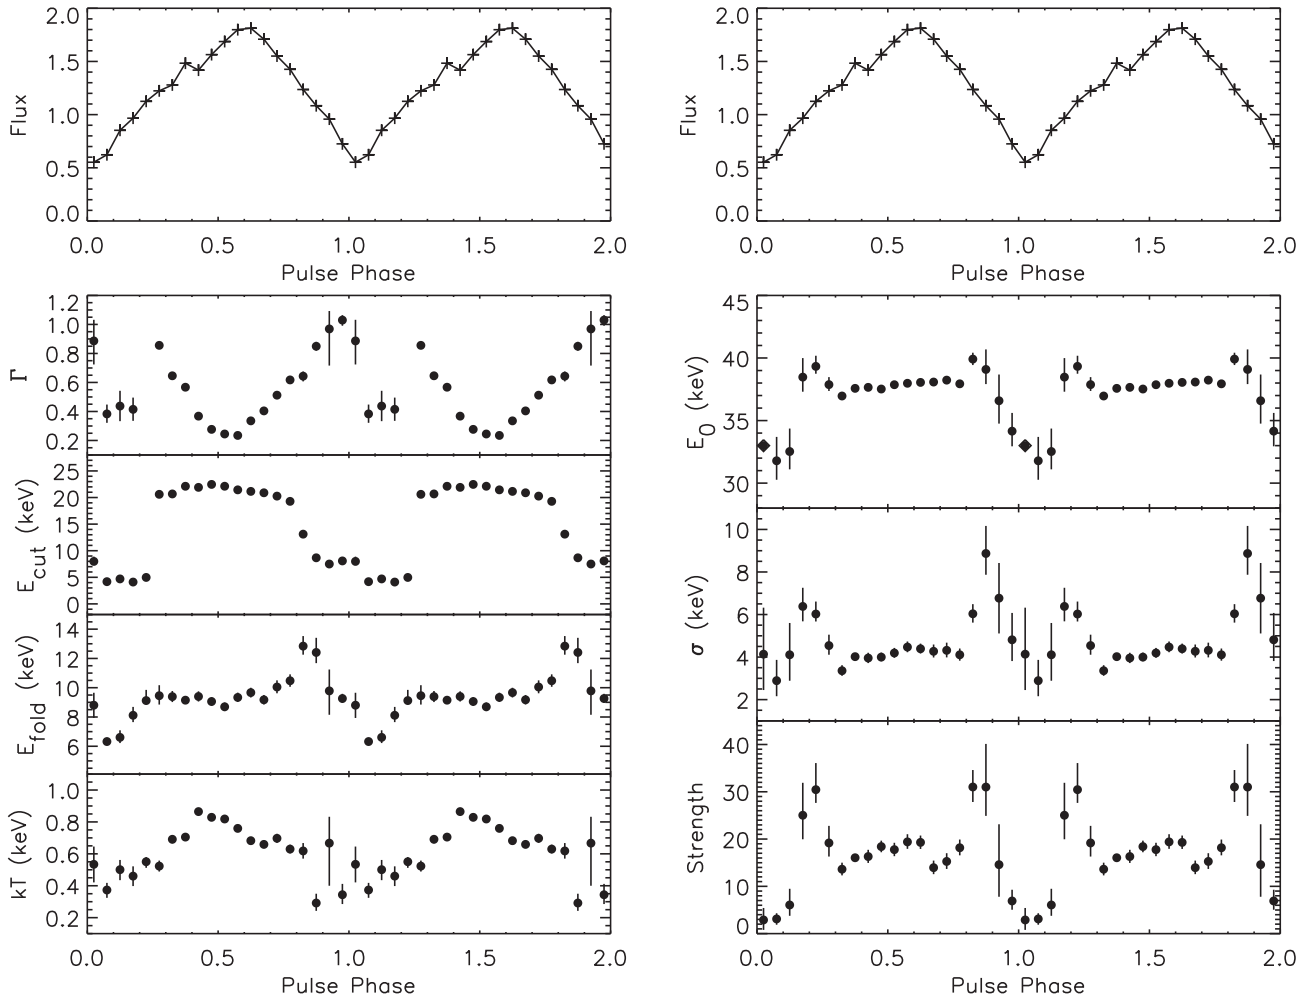 2.0
1.5
1.0
0.5
0.0
Flux
0.0 0.5 1.0 1.5 2.0
Pulse Phase
1.2
1.0
0.8
0.6
0.4
0.2
Γ
25
20
15
10
5
0
E_cut (keV)
14
12
10
8
6
E_fold (keV)
1.0
0.8
0.6
0.4
0.2
kT (keV)
0.0 0.5 1.0 1.5 2.0
Pulse Phase
2.0
1.5
1.0
0.5
0.0
Flux
0.0 0.5 1.0 1.5 2.0
Pulse Phase
45
40
35
30
E_0 (keV)
10
8
6
4
2
σ (keV)
40
30
20
10
0
Strength
0.0 0.5 1.0 1.5 2.0
Pulse Phase